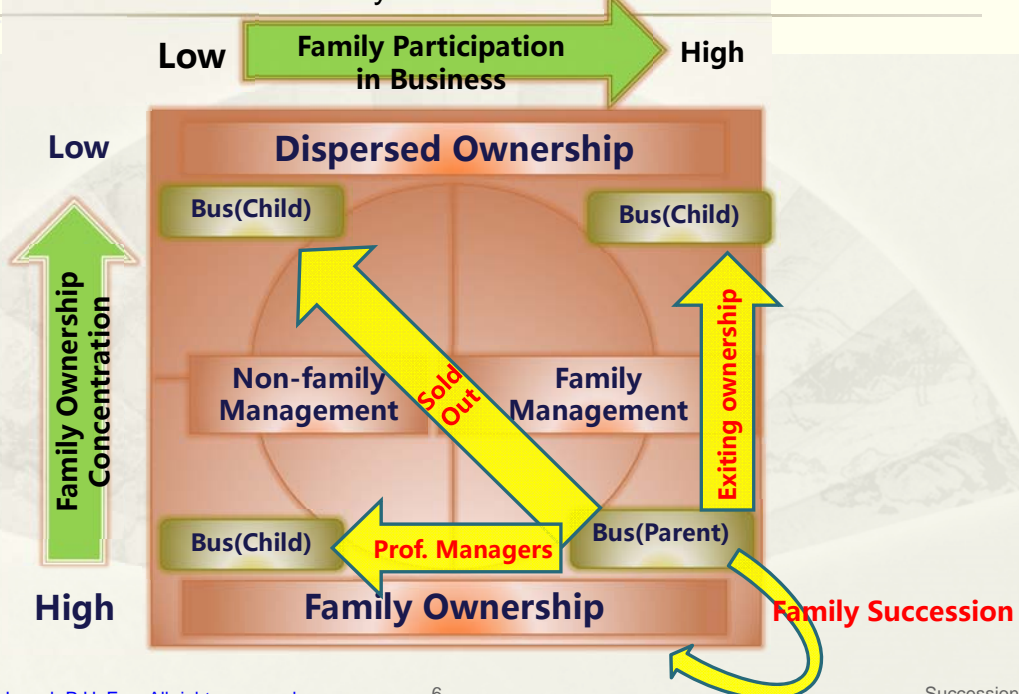 Low
Family Participation
in Business
High
Low
Dispersed Ownership
Bus(Child)
Bus(Child)
Family Ownership
Concentration
Exiting ownership
Non-family
Management
Sold
Out
Family
Management
Bus(Child)
Prof. Managers
Bus(Parent)
High
Family Ownership
Family Succession
6
Succession